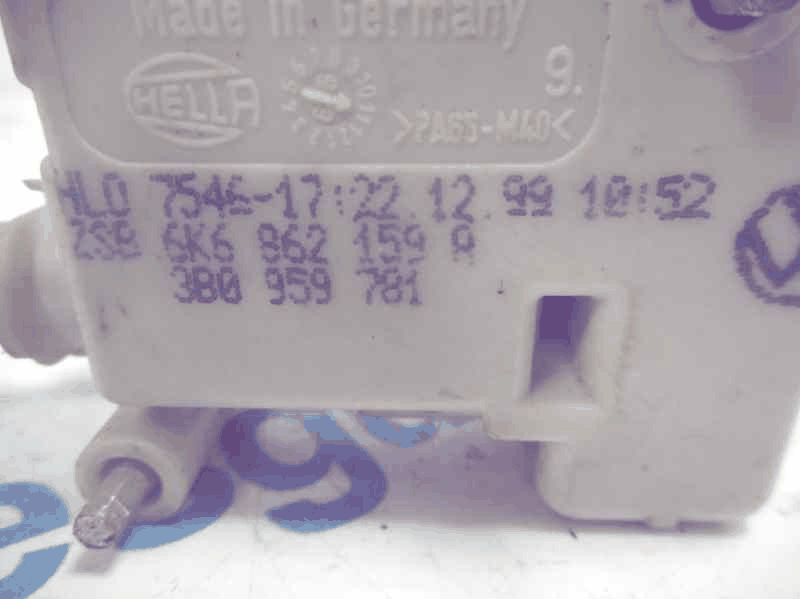 Made in Germany
HELLA
9.
>PA6S-M40<
HLO 7546-17:22.12.99 10:52
ZSB 6K6 862 159 A
3B0 959 781